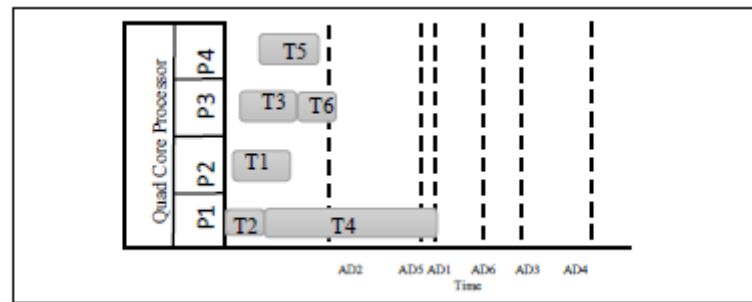 Quad Core Processor
P4
T5
P3
T3
T6
P2
T1
P1
T2
T4
AD2
AD5
AD1
AD6
AD3
AD4
Time